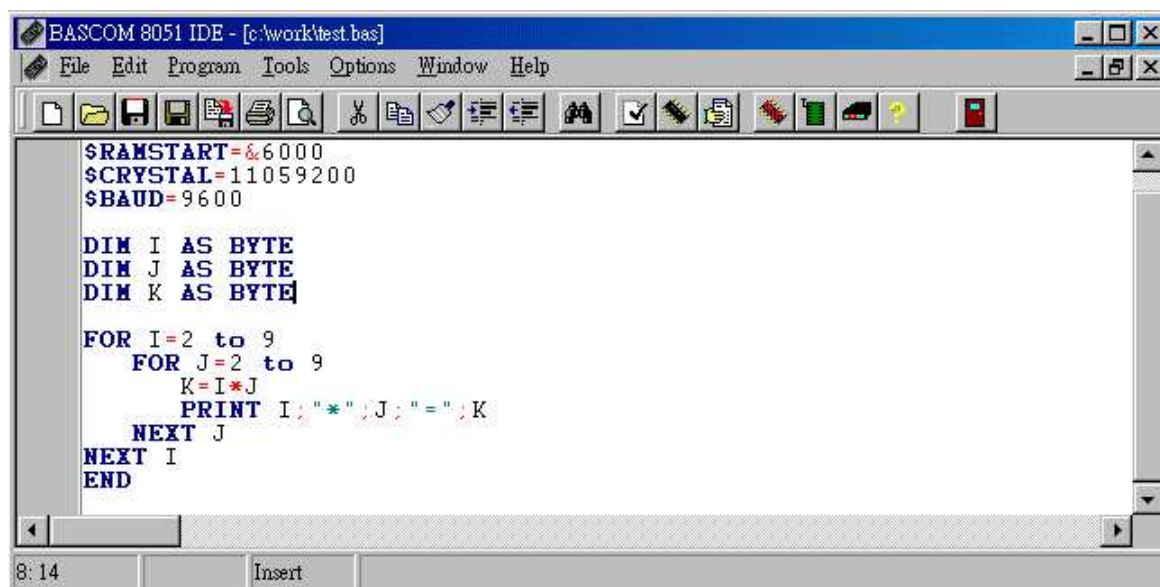 BASCOM 8051 IDE - [c:\work\test.bas]
File Edit Program Tools Options Window Help
$RAMSTART=&6000
$CRYSTAL=11059200
$BAUD=9600
DIM I AS BYTE
DIM J AS BYTE
DIM K AS BYTE
FOR I=2 to 9
FOR J=2 to 9
K=I*J
PRINT I;"*";J;"=";K
NEXT J
NEXT I
END
8: 14 Insert